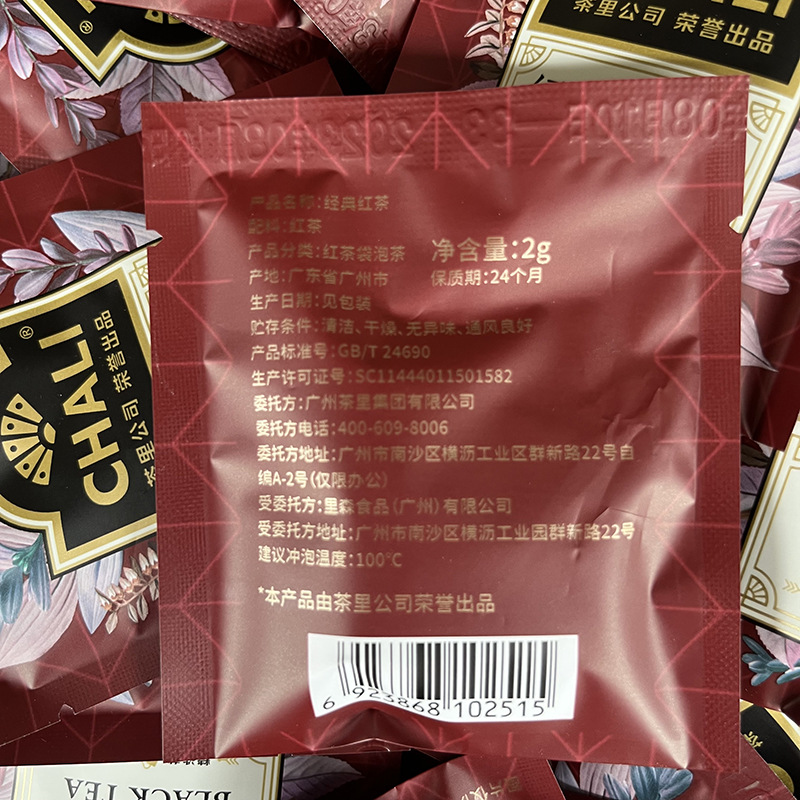 茶里公司 荣誉出品
产品名称:经典红茶
配料:红茶
产品分类:红茶袋泡茶
净含量:2g
产地:广东省广州市
保质期:24个月
生产日期:见包装
贮存条件:清洁、干燥、无异味、通风良好
产品标准号:GB/T 24690
生产许可证号:SC11444011501582
委托方:广州茶里集团有限公司
委托方电话:400-609-8006
委托方地址:广州市南沙区横沥工业区群新路22号自
编A-2号(仅限办公)
受委托方:里森食品(广州)有限公司
受委托方地址:广州市南沙区横沥工业园群新路22号
建议冲泡温度:100°C
*本产品由茶里公司荣誉出品
6 923868 102515
CHALI
®
茶里公司 荣誉出品
BLACK TEA